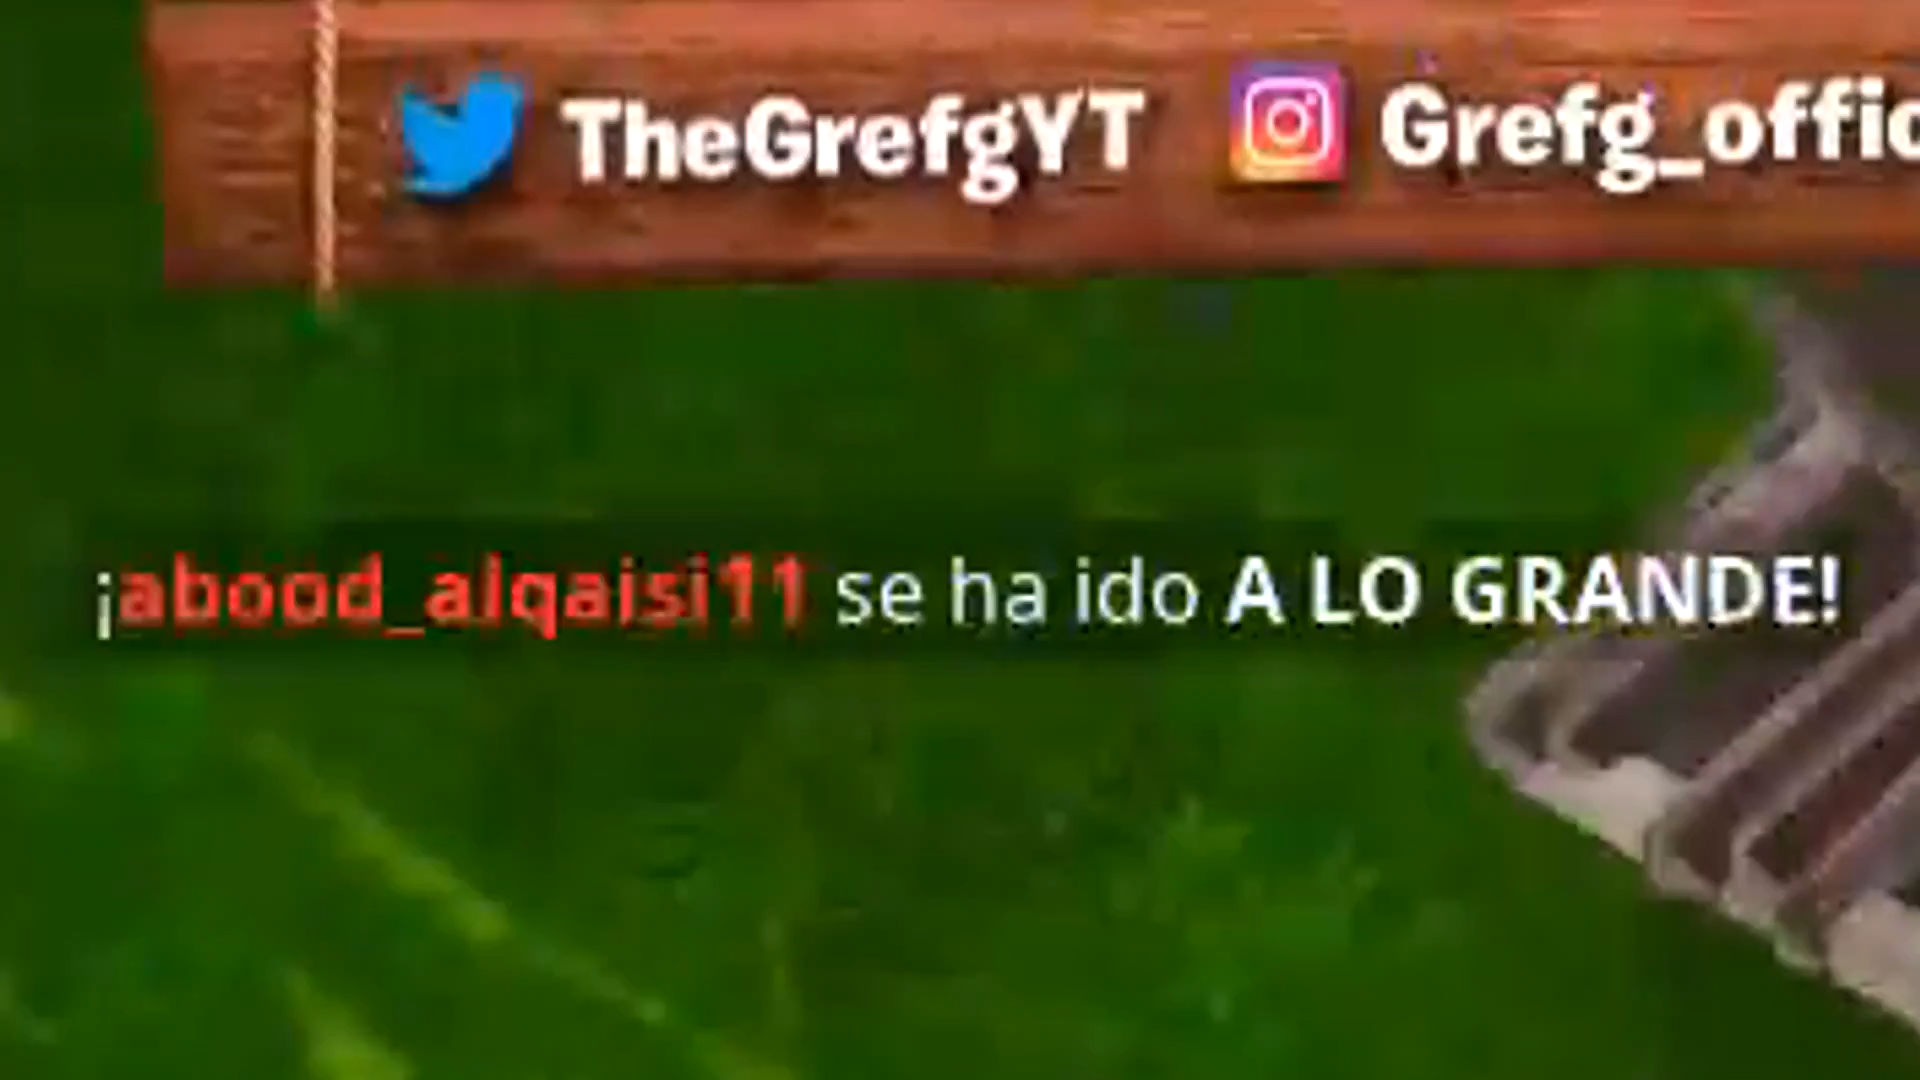 TheGrefgYT Grefg_offic
¡abood_alqaisi11 se ha ido A LO GRANDE!